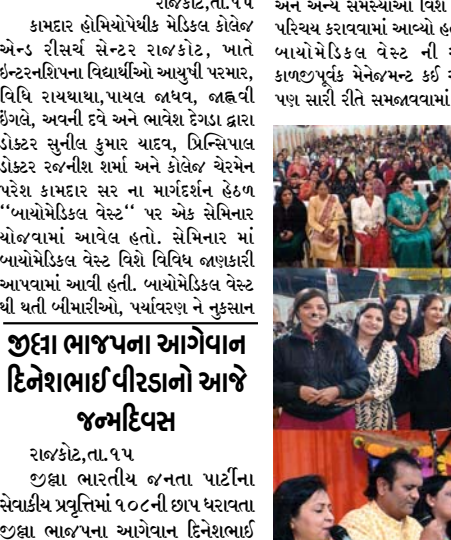 રાજકોટ,તા.૧૫
કામદાર હોમિયોપેથીક મેડિકલ કોલેજ
એન્ડ રીસર્ચ સેન્ટર રાજકોટ, ખાતે
ઇન્ટરનશિપના વિદ્યાર્થીઓ આયુષી પરમાર,
વિધિ રાયથાથા,પાયલ જાધવ, જાહ્નવી
ઇંગલે, અવની દવે અને ભાવેશ દેગડા દ્વારા
ડોક્ટર સુનીલ કુમાર યાદવ, પ્રિન્સિપાલ
ડોક્ટર રજનીશ શર્મા અને કોલેજ ચેરમેન
પરેશ કામદાર સર ના માર્ગદર્શન હેઠળ
‘‘બાયોમેડિકલ વેસ્ટ‘‘ પર એક સેમિનાર
યોજવામાં આવેલ હતો. સેમિનાર માં
બાયોમેડિકલ વેસ્ટ વિશે વિવિધ જાણકારી
આપવામાં આવી હતી. બાયોમેડિકલ વેસ્ટ
થી થતી બીમારીઓ, પર્યાવરણ ને નુકસાન
અને અન્ય સમસ્યાઓ વિશે
પરિચય કરાવવામાં આવ્યો
બાયોમેડિકલ વેસ્ટ ની
કાળજીપૂર્વક મેનેજમન્ટ કઈ
પણ સારી રીતે સમજાવવામાં
જીલ્લા ભાજપના આગેવાન
દિનેશભાઈ વીરડાનો આજે
જન્મદિવસ
રાજકોટ,તા.૧૫
જીલ્લા ભારતીય જનતા પાર્ટીના
સેવાકીય પ્રવૃત્તિમાં ૧૦૮ની છાપ ધરાવતા
જીલ્લા ભાજપના આગેવાન દિનેશભાઈ